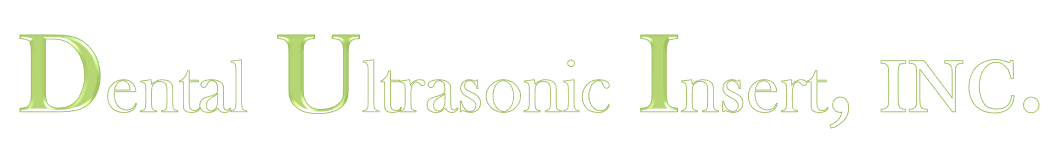 Dental Ultrasonic Insert, INC.